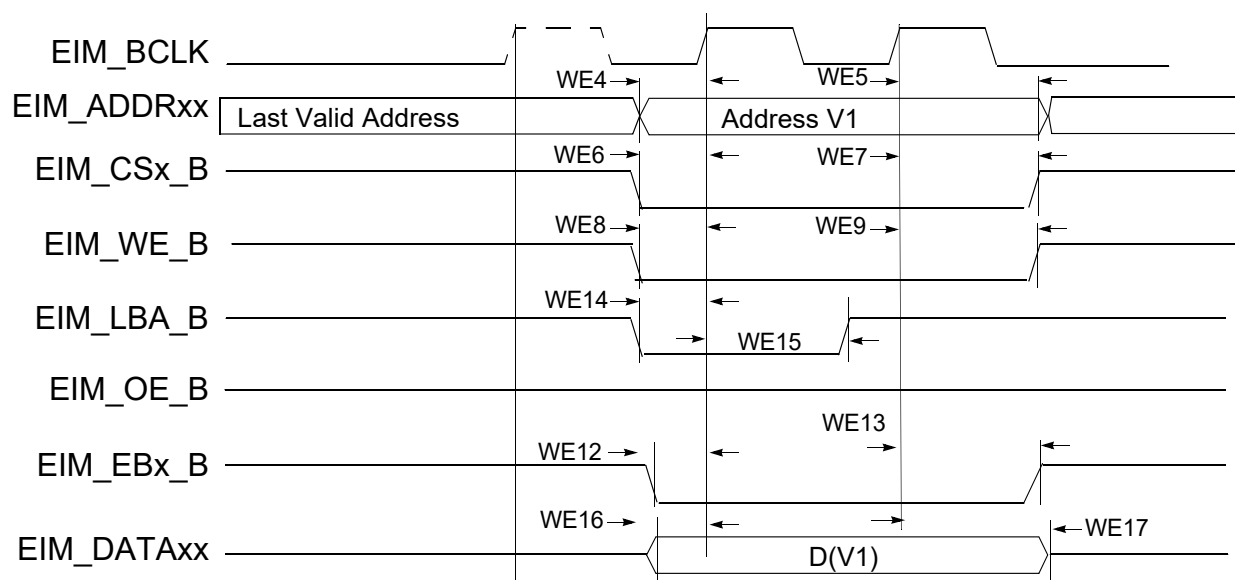 EIM_BCLK
WE4
WE5
EIM_ADDRxx
Last Valid Address
Address V1
WE6
WE7
EIM_CSx_B
WE8
WE9
EIM_WE_B
WE14
EIM_LBA_B
WE15
EIM_OE_B
WE13
WE12
EIM_EBx_B
WE16
WE17
EIM_DATAxx
D(V1)